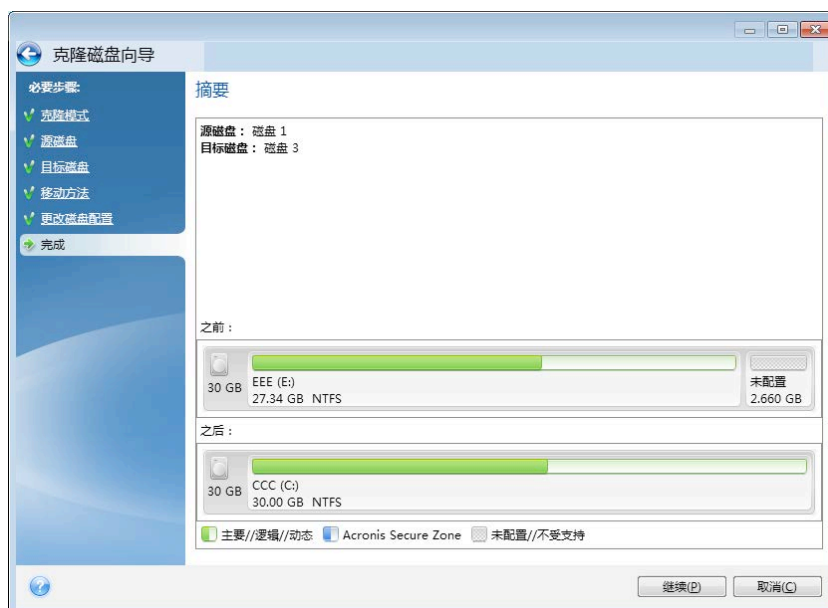 克隆磁盘向导
必要步骤:
克隆模式
源磁盘
目标磁盘
移动方法
更改磁盘配置
完成
摘要
源磁盘： 磁盘 1
目标磁盘： 磁盘 3
之前：
30 GB
EEE (E:)
27.34 GB NTFS
未配置
2.660 GB
之后：
30 GB
CCC (C:)
30.00 GB NTFS
主要//逻辑//动态 Acronis Secure Zone 未配置//不受支持
继续(P) 取消(C)